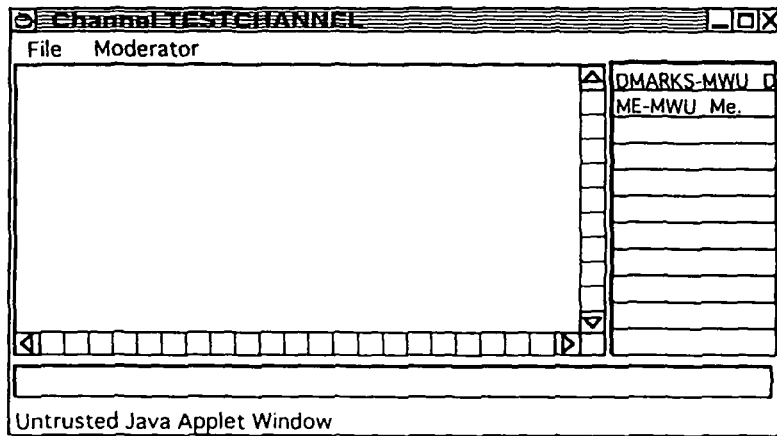 Channel TESTCHANNEL
File Moderator
DMARKS-MWU D
ME-MWU Me.
Untrusted Java Applet Window